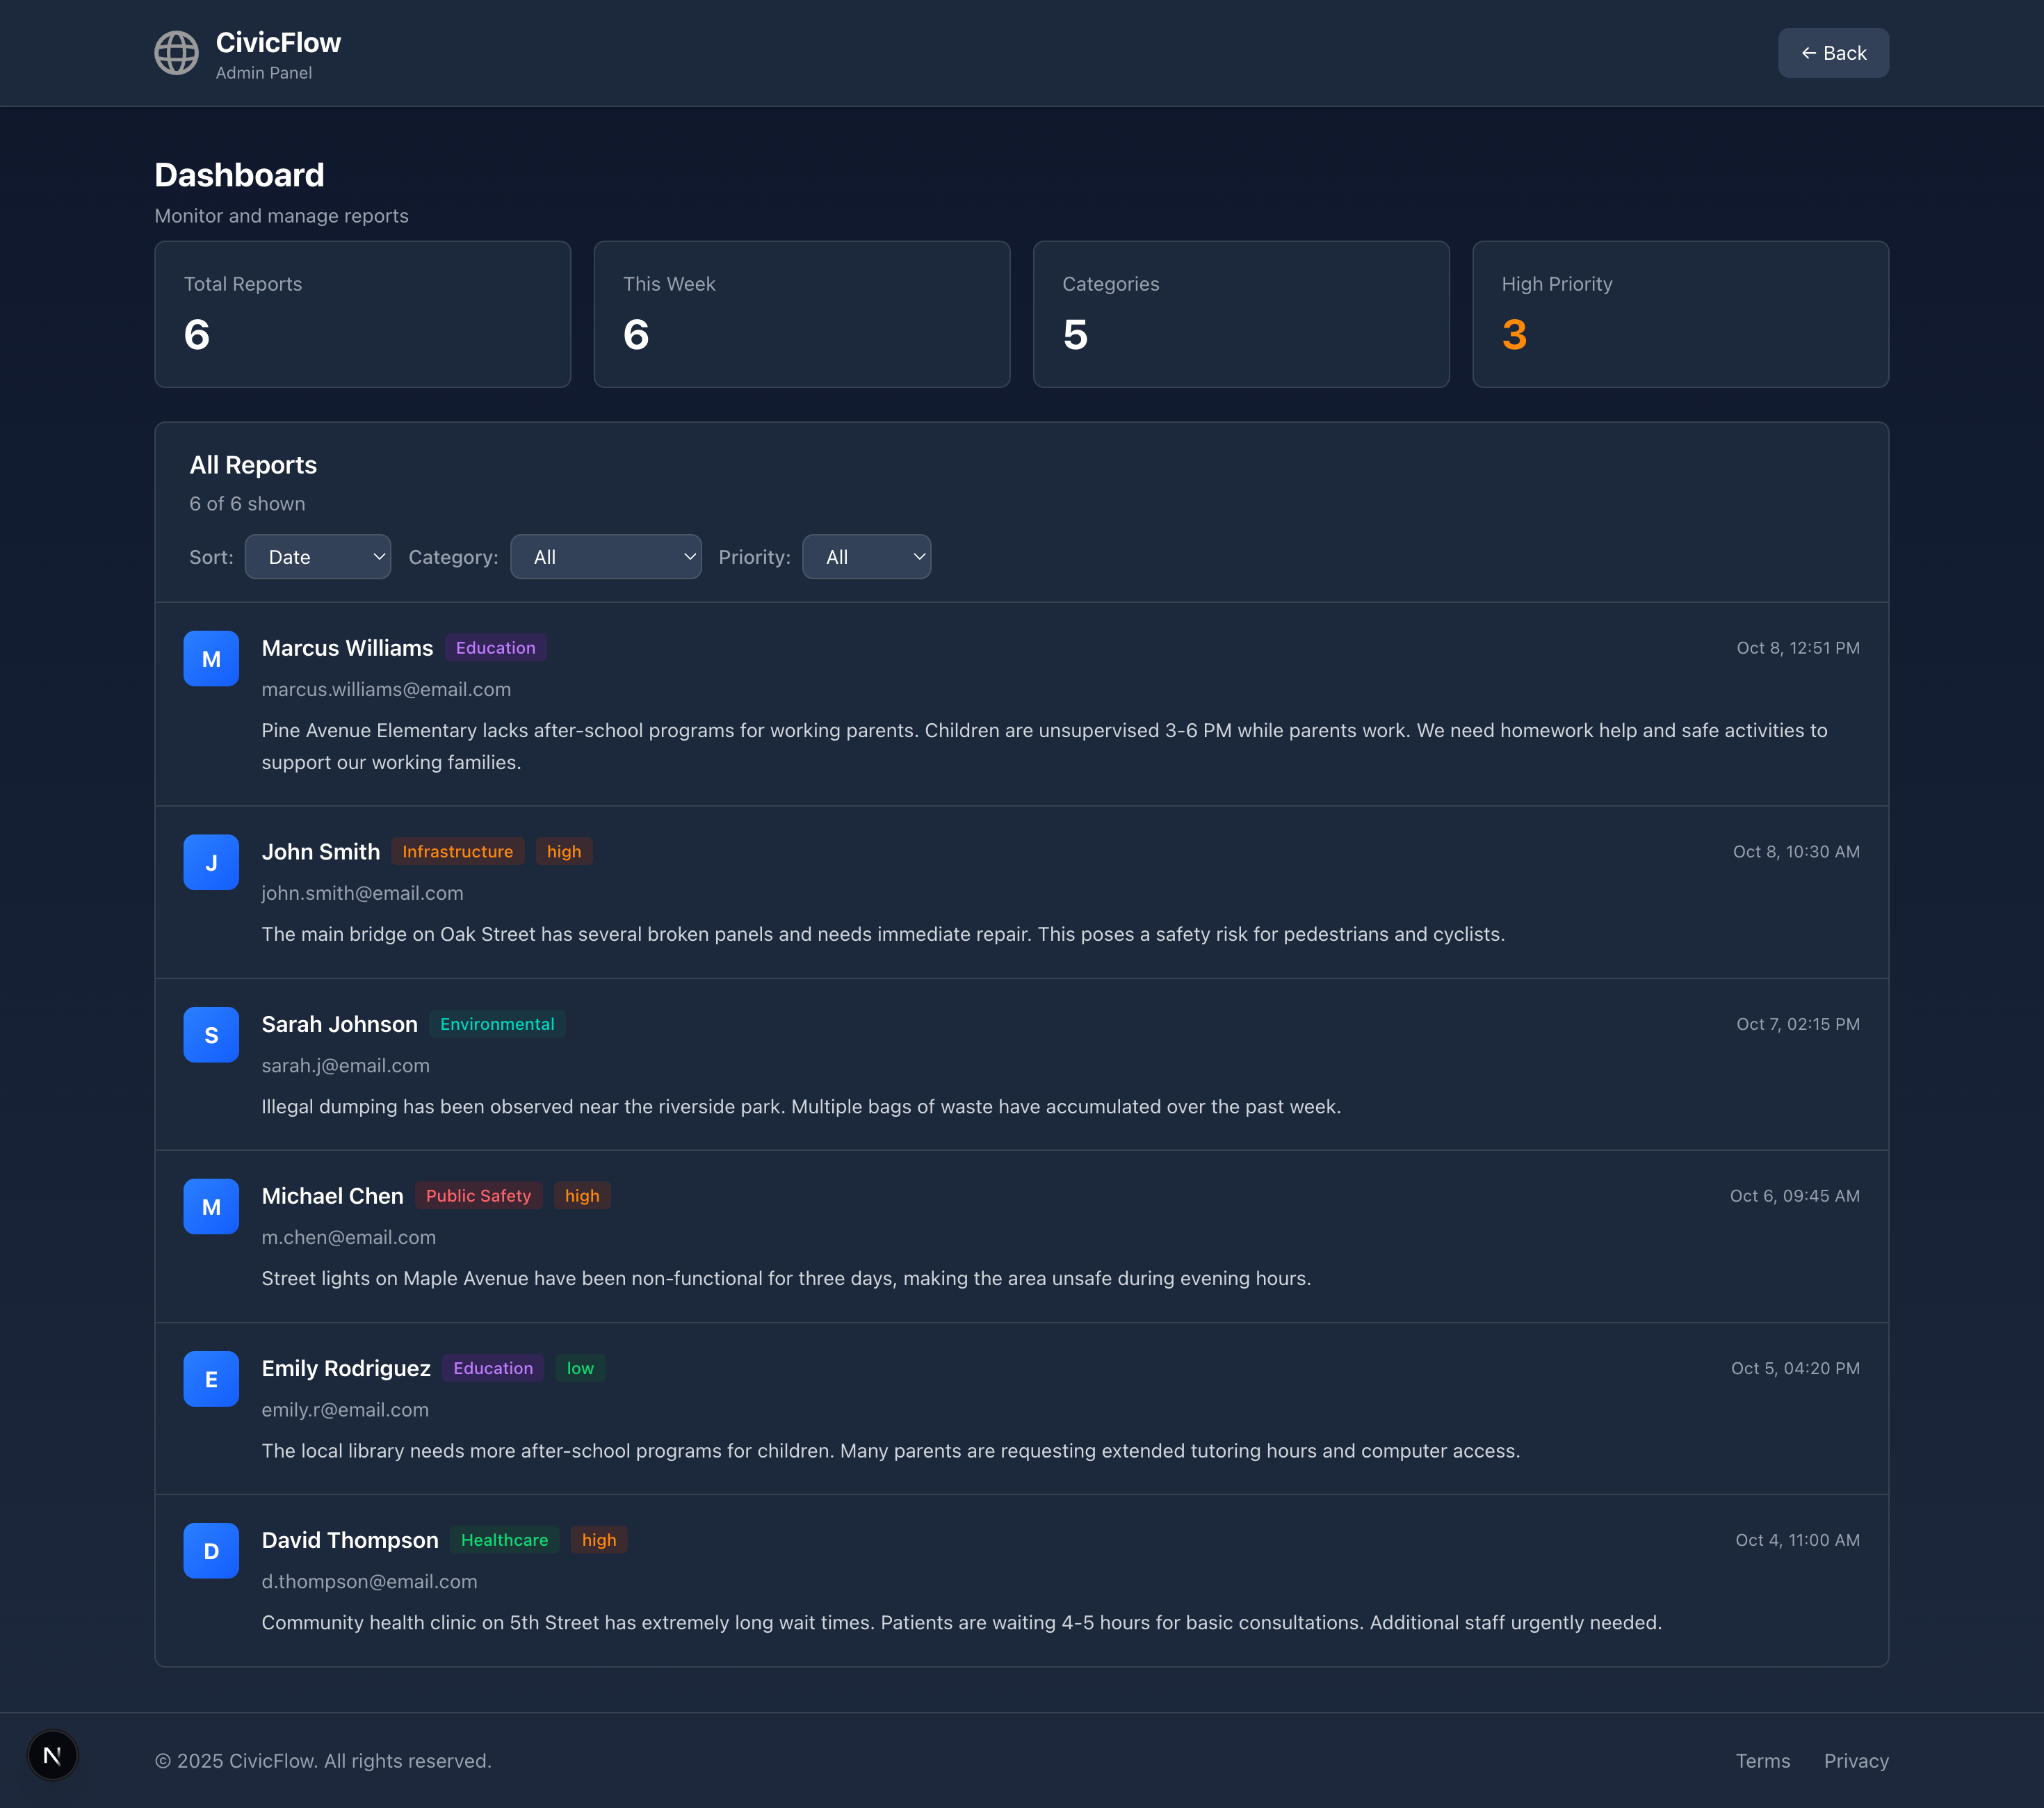 CivicFlow
Admin Panel
← Back
Dashboard
Monitor and manage reports
Total Reports
6
This Week
6
Categories
5
High Priority
3
All Reports
6 of 6 shown
Sort: Date Category: All Priority: All
M
Marcus Williams Education Oct 8, 12:51 PM
marcus.williams@email.com
Pine Avenue Elementary lacks after-school programs for working parents. Children are unsupervised 3-6 PM while parents work. We need homework help and safe activities to
support our working families.
J
John Smith Infrastructure high Oct 8, 10:30 AM
john.smith@email.com
The main bridge on Oak Street has several broken panels and needs immediate repair. This poses a safety risk for pedestrians and cyclists.
S
Sarah Johnson Environmental Oct 7, 02:15 PM
sarah.j@email.com
Illegal dumping has been observed near the riverside park. Multiple bags of waste have accumulated over the past week.
M
Michael Chen Public Safety high Oct 6, 09:45 AM
m.chen@email.com
Street lights on Maple Avenue have been non-functional for three days, making the area unsafe during evening hours.
E
Emily Rodriguez Education low Oct 5, 04:20 PM
emily.r@email.com
The local library needs more after-school programs for children. Many parents are requesting extended tutoring hours and computer access.
D
David Thompson Healthcare high Oct 4, 11:00 AM
d.thompson@email.com
Community health clinic on 5th Street has extremely long wait times. Patients are waiting 4-5 hours for basic consultations. Additional staff urgently needed.
N
© 2025 CivicFlow. All rights reserved. Terms Privacy